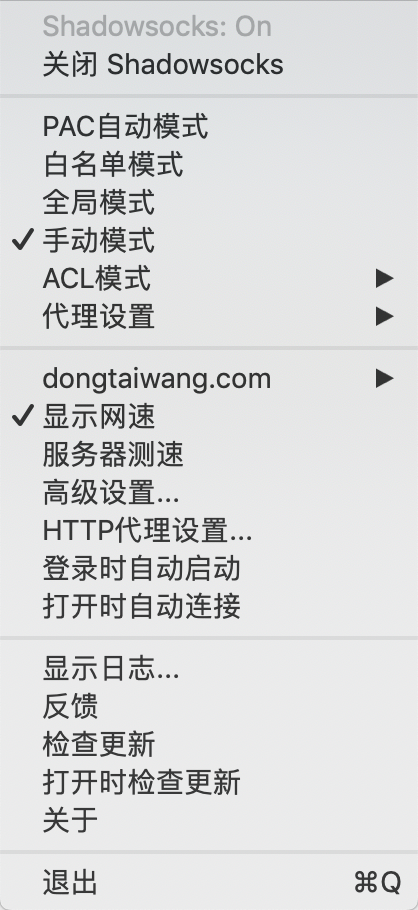 Shadowsocks: On
关闭 Shadowsocks
PAC自动模式
白名单模式
全局模式
手动模式
ACL模式
代理设置
dongtaiwang.com
显示网速
服务器测速
高级设置...
HTTP代理设置...
登录时自动启动
打开时自动连接
显示日志...
反馈
检查更新
打开时检查更新
关于
退出 ⌘Q